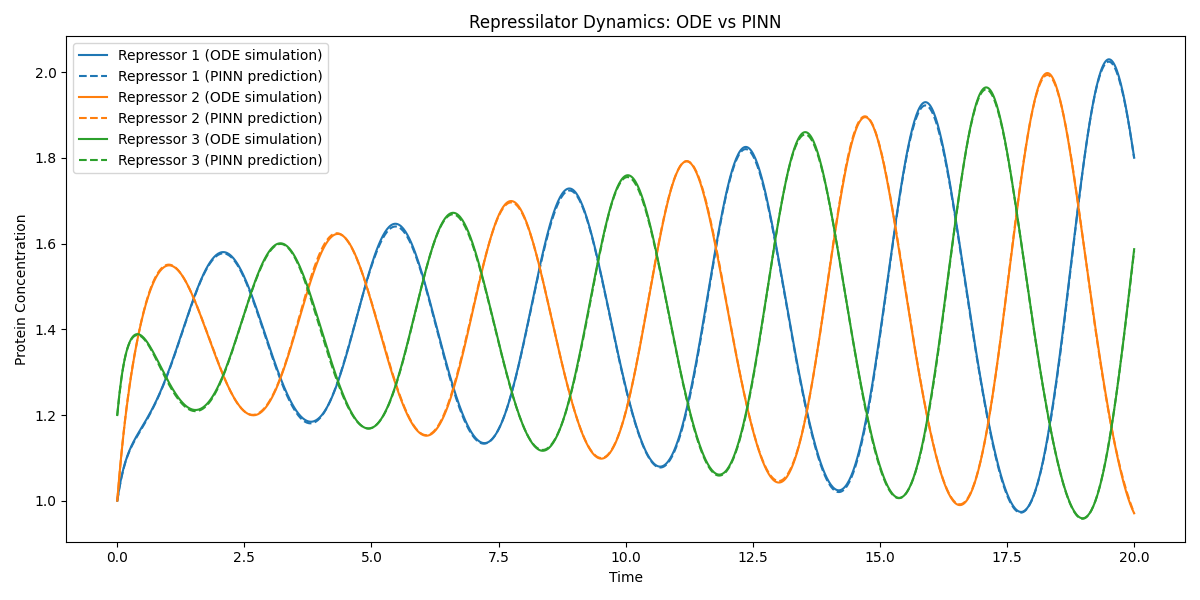 Repressilator Dynamics: ODE vs PINN
Repressor 1 (ODE simulation)
Repressor 1 (PINN prediction)
Repressor 2 (ODE simulation)
Repressor 2 (PINN prediction)
Repressor 3 (ODE simulation)
Repressor 3 (PINN prediction)
Protein Concentration
2.0
1.8
1.6
1.4
1.2
1.0
0.0 2.5 5.0 7.5 10.0 12.5 15.0 17.5 20.0
Time